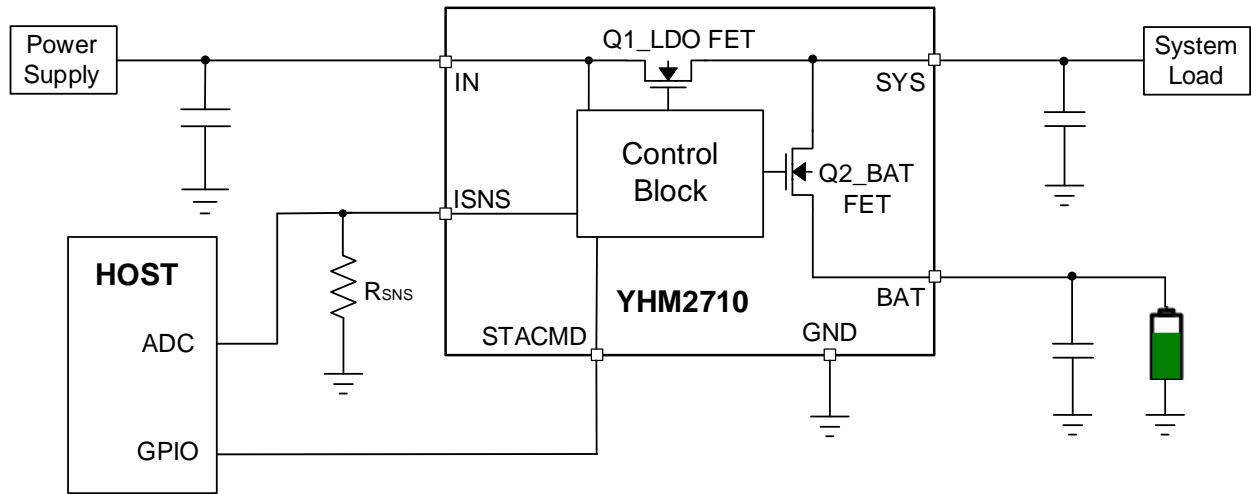 Power
Supply
IN
Q1_LDO FET
SYS
System
Load
Control
Block
Q2_BAT
FET
ISNS
HOST
RSNS
YHM2710
BAT
ADC
STACMD
GND
GPIO